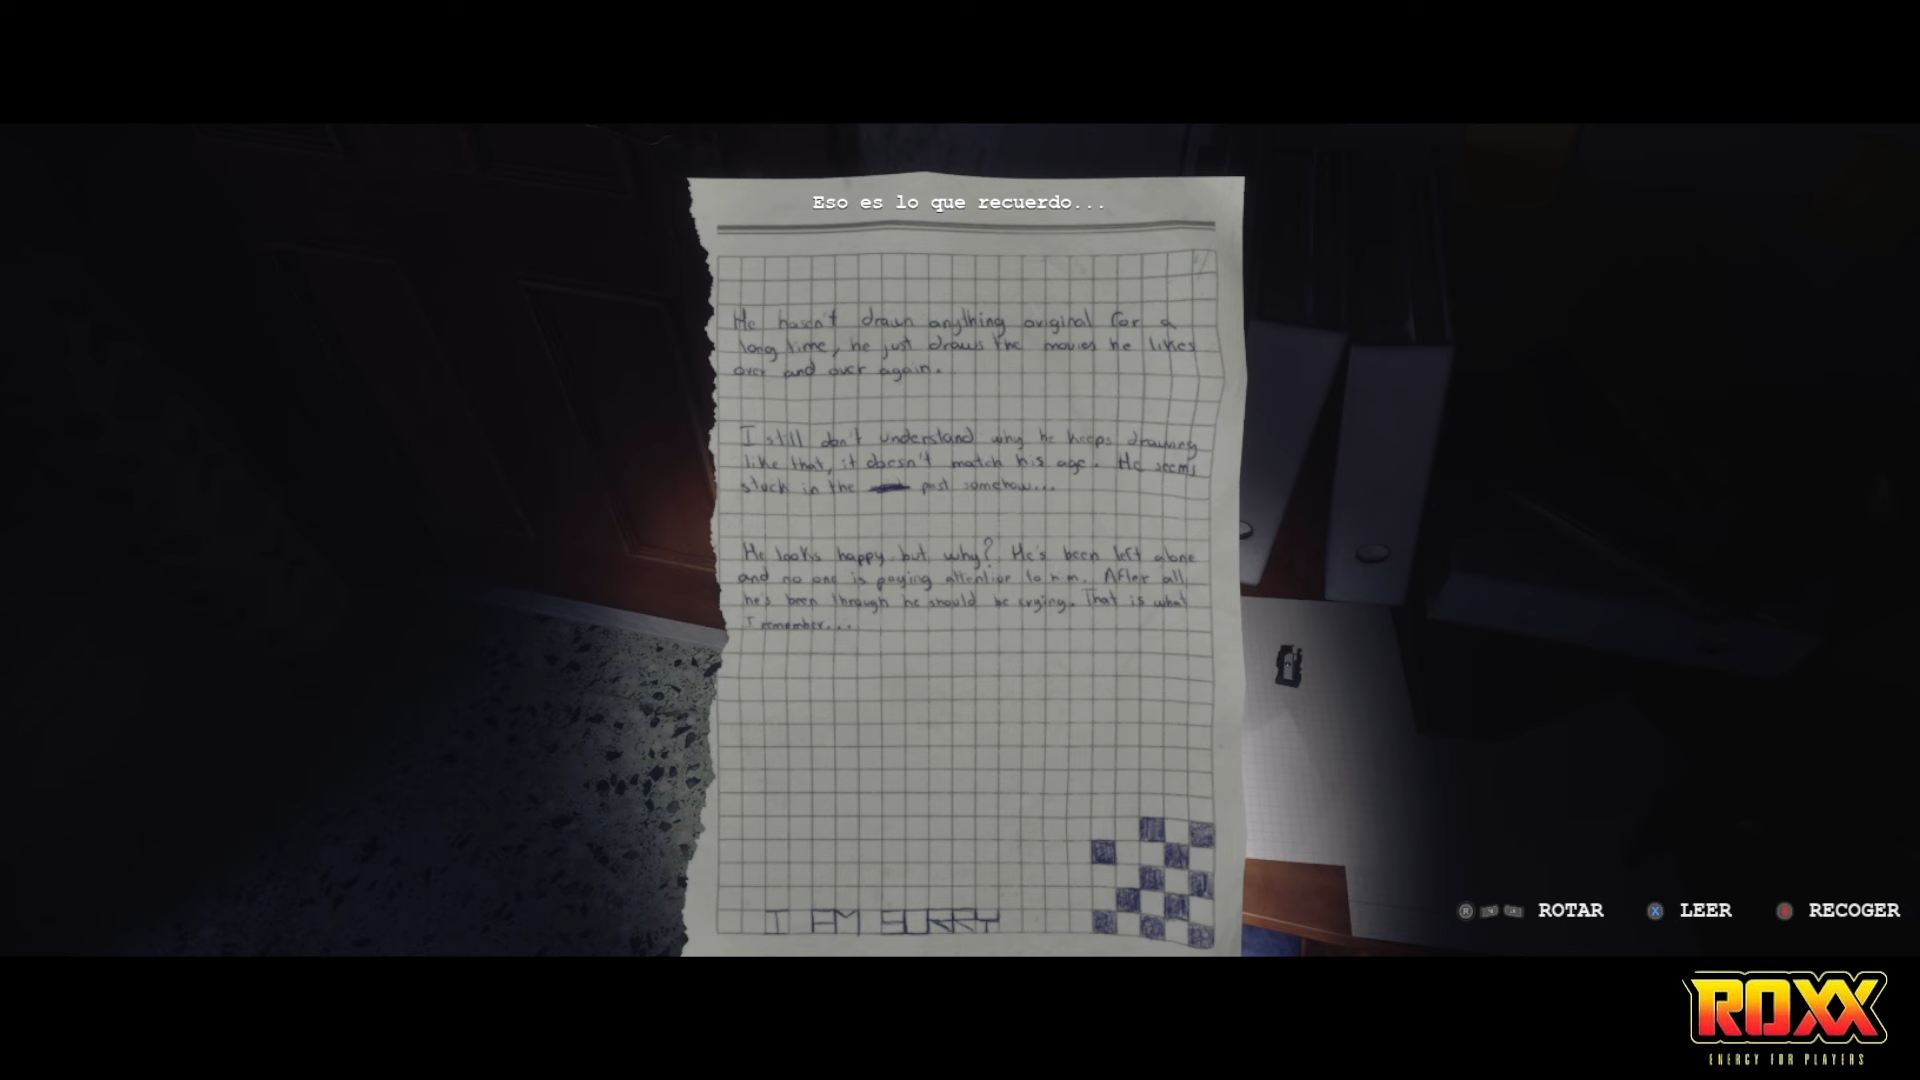 Eso es lo que recuerdo...
He hasn't drawn anything original for a
long time, he just draws the movies he likes
over and over again.
I still don't understand why he keeps drawing
like that, it doesn't match his age. He seems
stuck in the past somehow...
He looks happy but why? He's been left alone
and no one is paying attention to him. After all
he's been through he should be crying. That is what
I remember...
I AM SORRY
ROTAR LEER RECOGER
ROXX
ENERGY FOR PLAYERS